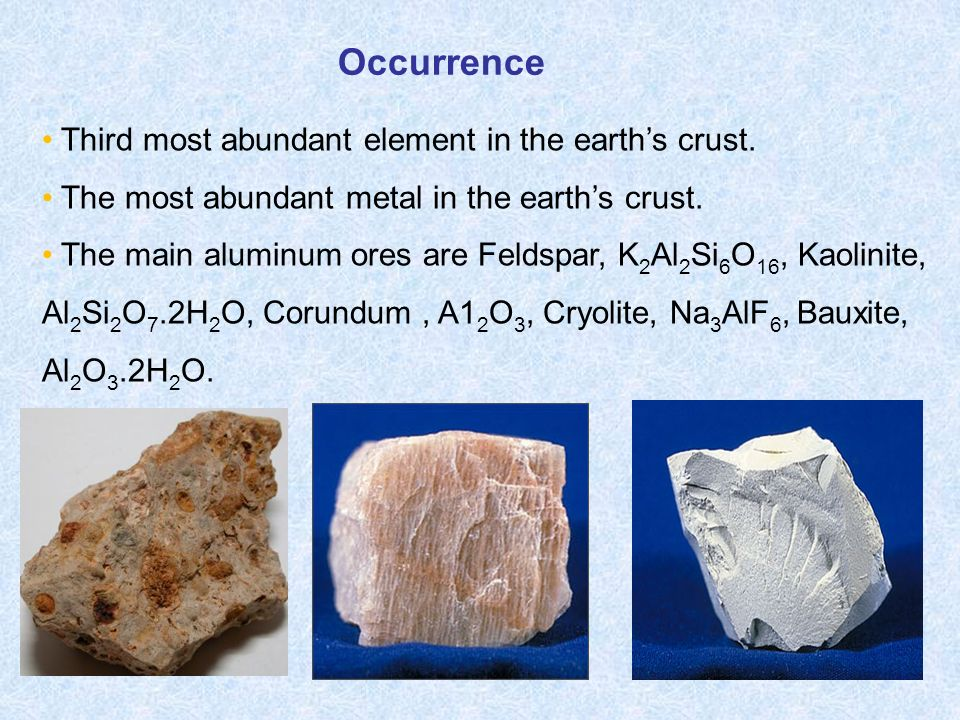 Occurrence
• Third most abundant element in the earth’s crust.
• The most abundant metal in the earth’s crust.
• The main aluminum ores are Feldspar, K₂Al₂Si₆O₁₆, Kaolinite,
Al₂Si₂O₇.2H₂O, Corundum , A1₂O₃, Cryolite, Na₃AlF₆, Bauxite,
Al₂O₃.2H₂O.